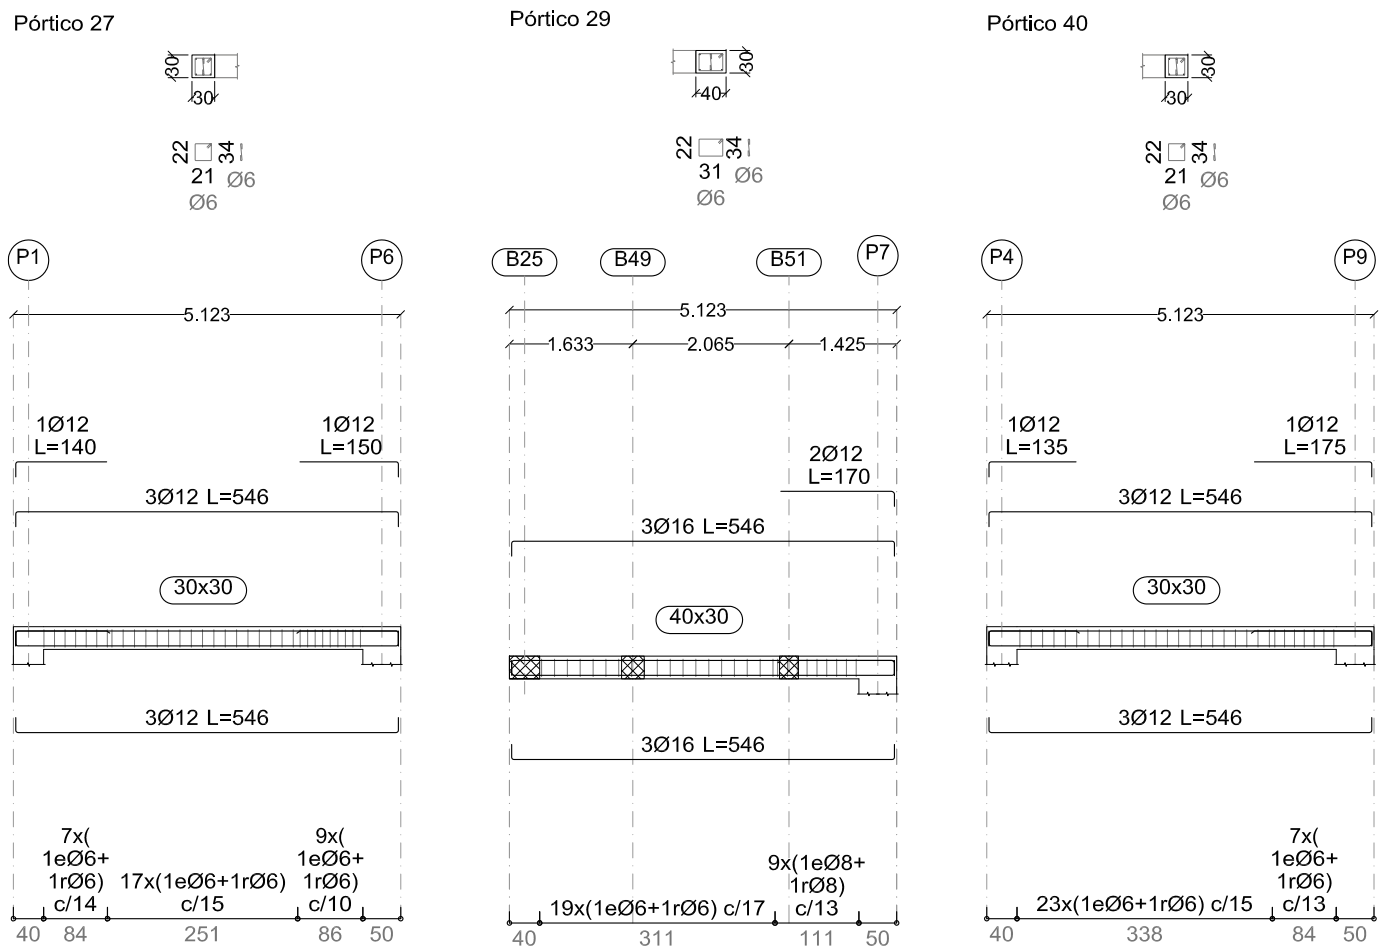 Pórtico 27
30
30
22
34
21
Ø6
Ø6
P1
P6
5.123
1Ø12
L=140
1Ø12
L=150
3Ø12 L=546
30x30
3Ø12 L=546
7x(
1eØ6+
1rØ6)
c/14
17x(1eØ6+1rØ6)
c/15
9x(
1eØ6+
1rØ6)
c/10
40
84
251
86
50
Pórtico 29
30
40
22
34
31
Ø6
Ø6
B25
B49
B51
P7
5.123
1.633
2.065
1.425
2Ø12
L=170
3Ø16 L=546
40x30
3Ø16 L=546
19x(1eØ6+1rØ6) c/17
9x(1eØ8+
1rØ8)
c/13
40
311
111
50
Pórtico 40
30
30
22
34
21
Ø6
Ø6
P4
P9
5.123
1Ø12
L=135
1Ø12
L=175
3Ø12 L=546
30x30
3Ø12 L=546
23x(1eØ6+1rØ6) c/15
7x(
1eØ6+
1rØ6)
c/13
40
338
84
50